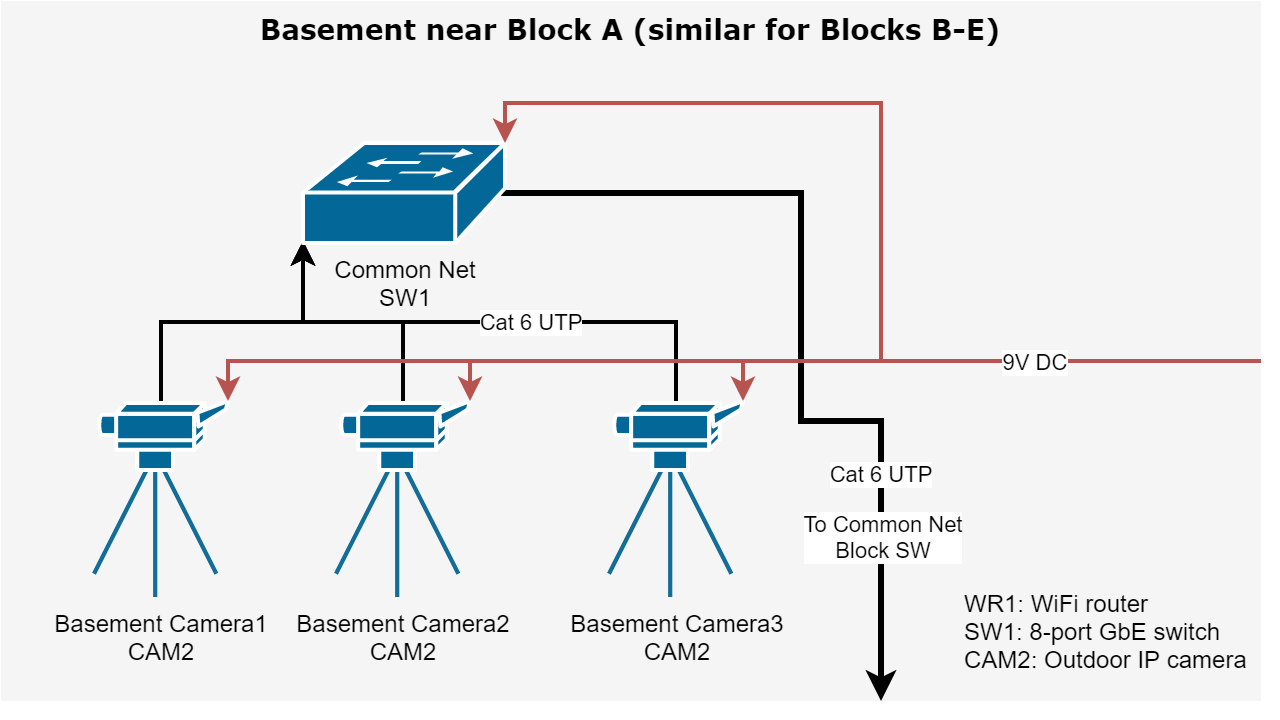 Basement near Block A (similar for Blocks B-E)
Common Net
SW1
Cat 6 UTP
9V DC
Cat 6 UTP
To Common Net
Block SW
Basement Camera1
CAM2
Basement Camera2
CAM2
Basement Camera3
CAM2
WR1: WiFi router
SW1: 8-port GbE switch
CAM2: Outdoor IP camera